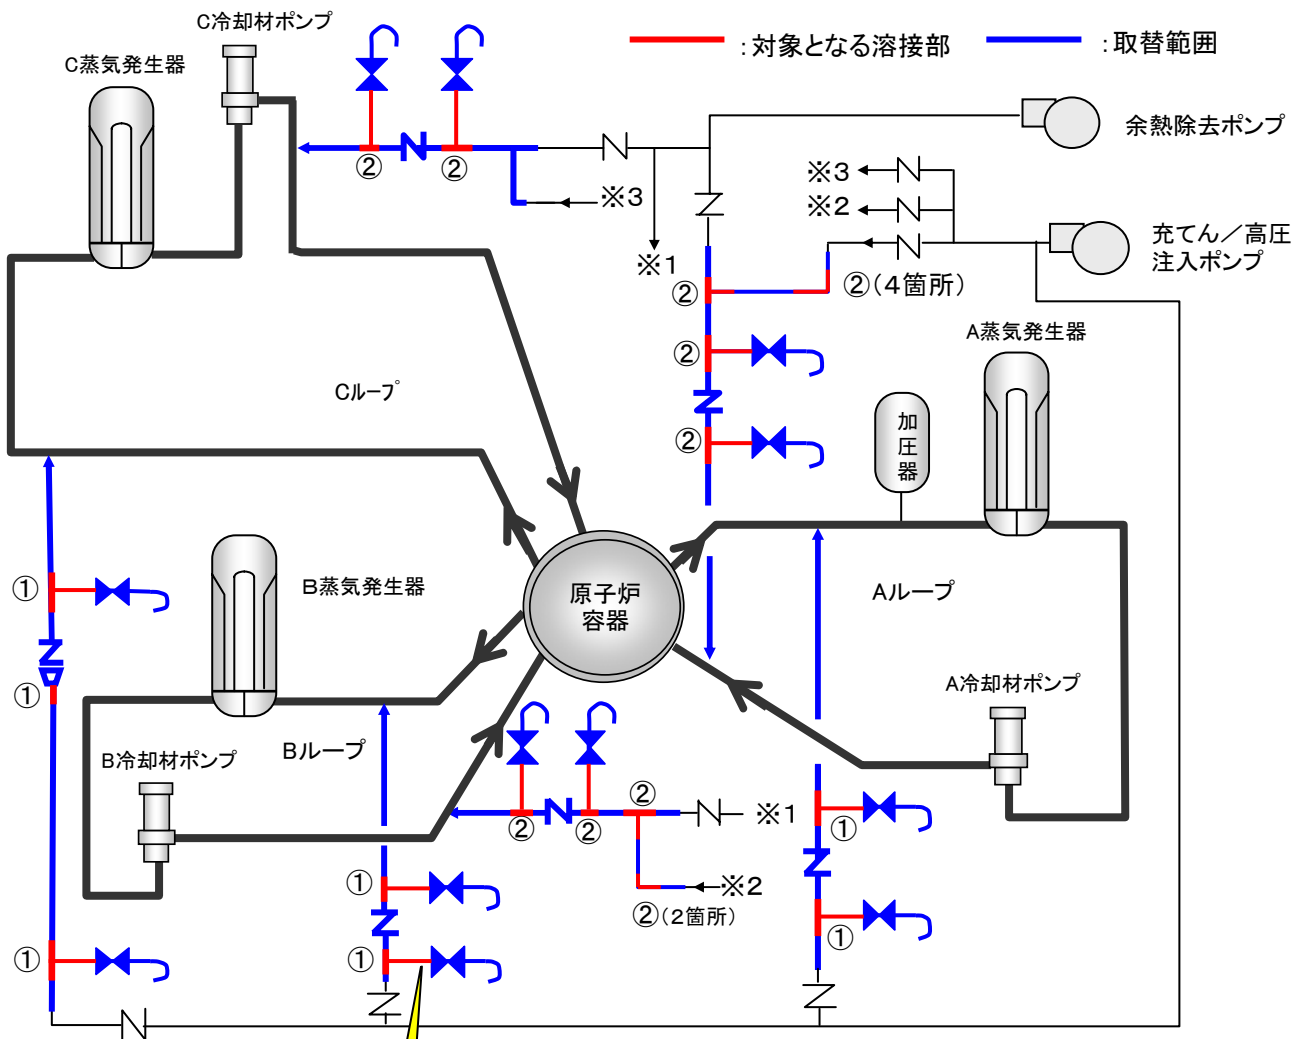 C冷却材ポンプ
C蒸気発生器
:対象となる溶接部
:取替範囲
余熱除去ポンプ
②
②
※3
※3
※2
※1
充てん／高圧
注入ポンプ
②
②(4箇所)
②
②
A蒸気発生器
Cループ
加
圧
器
①
B蒸気発生器
原子炉
容器
Aループ
①
A冷却材ポンプ
Bループ
B冷却材ポンプ
②
②
②
※1
①
①
※2
②(2箇所)
①
①
①